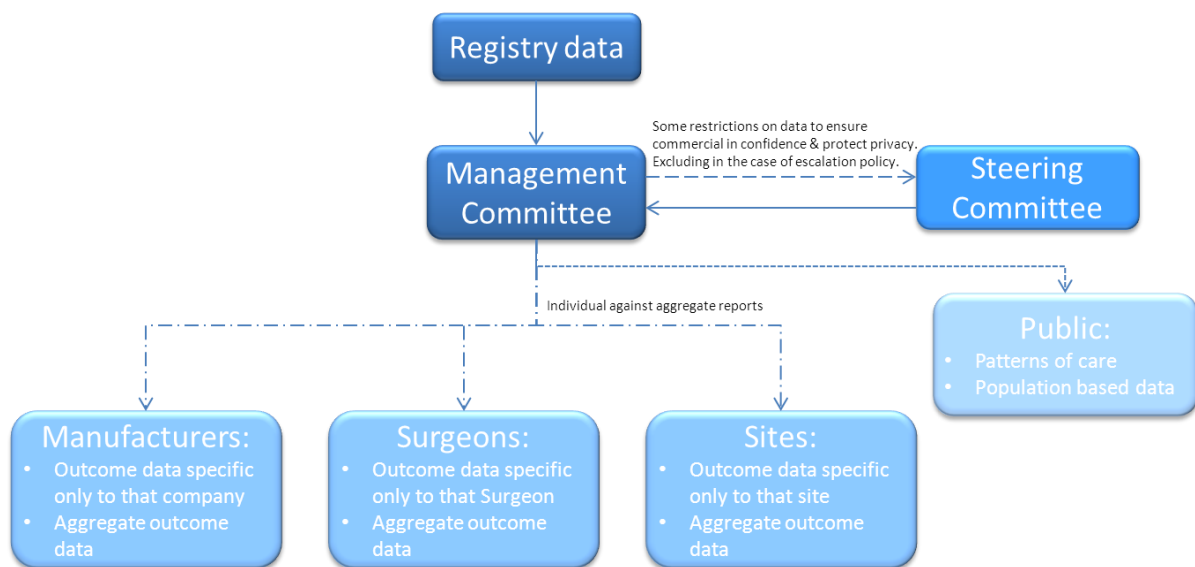 Registry data
Some restrictions on data to ensure
commercial in confidence & protect privacy.
Excluding in the case of escalation policy.
Management
Committee
Steering
Committee
Individual against aggregate reports
Public:
• Patterns of care
• Population based data
Manufacturers:
• Outcome data specific
only to that company
• Aggregate outcome
data
Surgeons:
• Outcome data specific
only to that Surgeon
• Aggregate outcome
data
Sites:
• Outcome data specific
only to that site
• Aggregate outcome
data